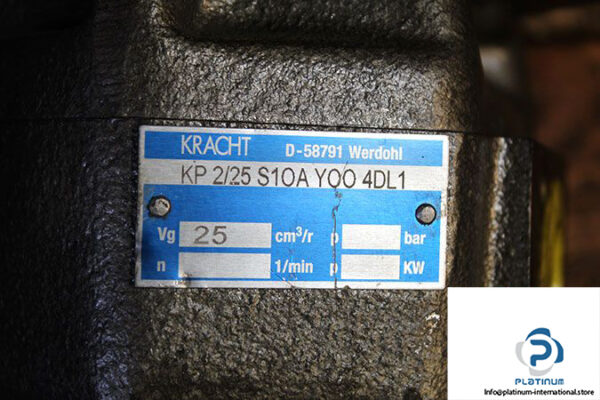 KRACHT D-58791 Werdohl
KP 2/25 S10A Y00 4DL1
Vg 25 cm³/r p bar
n 1/min p KW
PLATINUM
Info@platinum-international.store